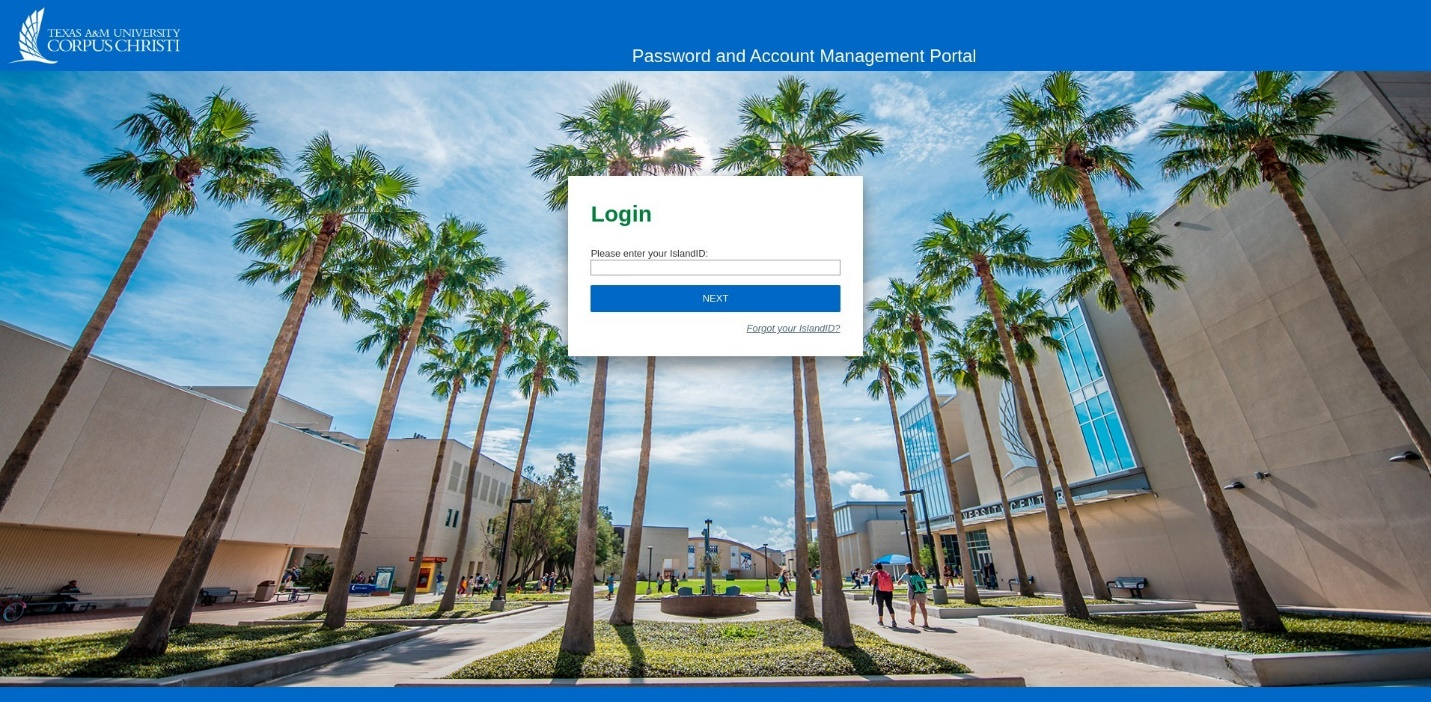 TEXAS A&M UNIVERSITY
CORPUS CHRISTI
Password and Account Management Portal
Login
Please enter your IslandID:
NEXT
Forgot your IslandID?